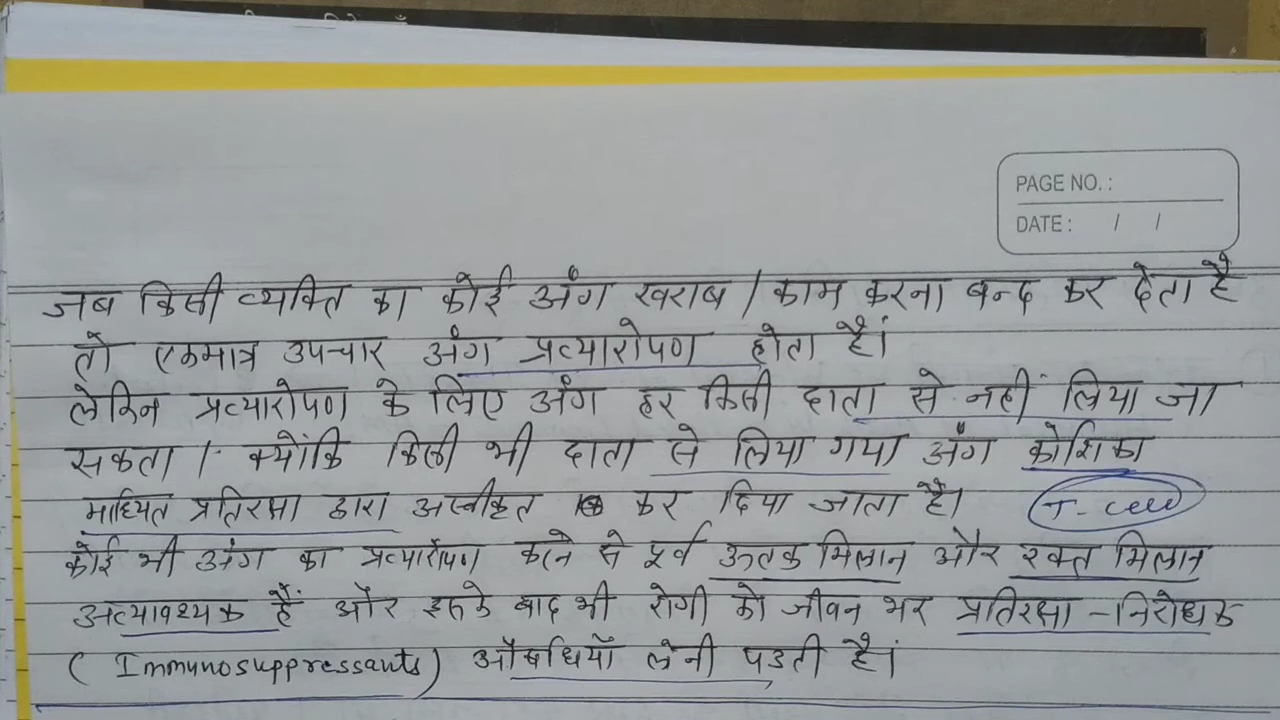 PAGE NO. :
DATE : / /
जब किसी व्यक्ति का कोई अंग खराब / काम करना बन्द कर देता है
तो एकमात्र उपचार अंग प्रत्यारोपण होता है।
लेकिन प्रत्यारोपण के लिए अंग हर किसी दाता से नहीं लिया जा
सकता। क्योंकि किसी भी दाता से लिया गया अंग कोशिका
माध्यित प्रतिरक्षा द्वारा अस्वीकृत कर दिया जाता है। T-cell
कोई भी अंग का प्रत्यारोपण करने से पूर्व ऊतक मिलान और रक्त मिलान
अत्यावश्यक हैं और इसके बाद भी रोगी को जीवन भर प्रतिरक्षा - निरोधक
( Immunosuppressants) औषधियाँ लेनी पडती है।